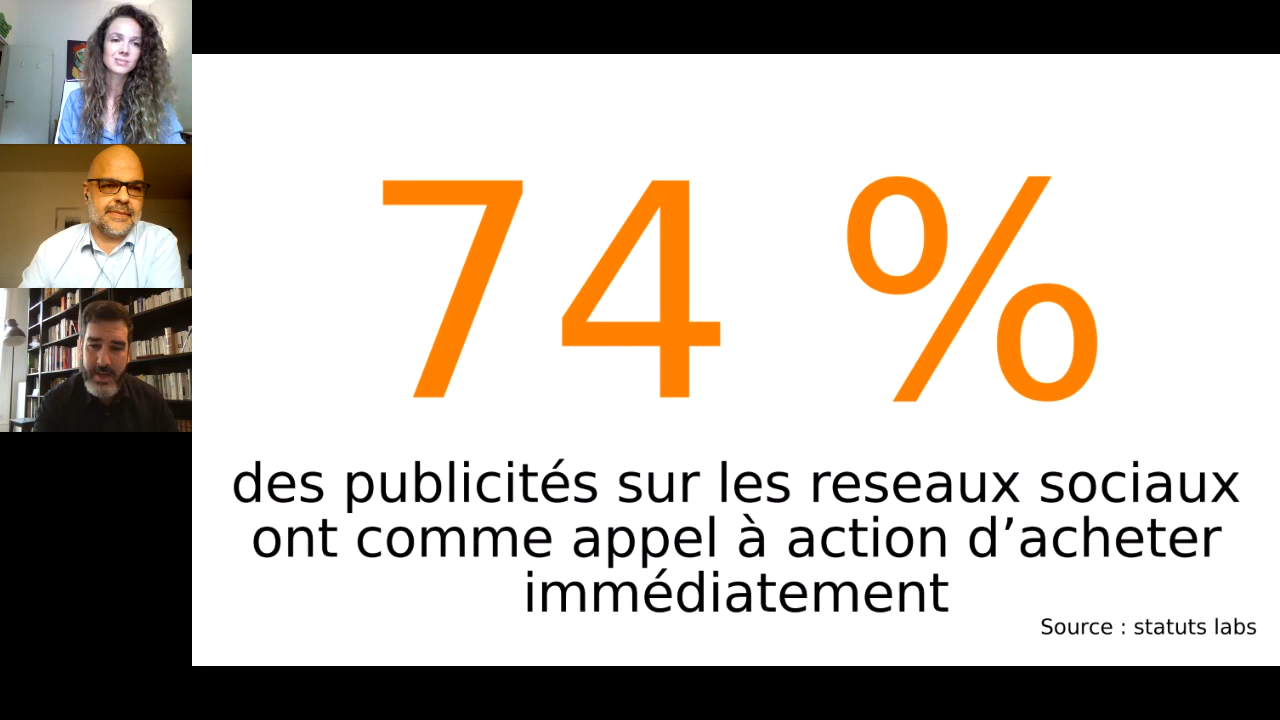 74 %
des publicités sur les reseaux sociaux
ont comme appel à action d’acheter
immédiatement
Source : statuts labs